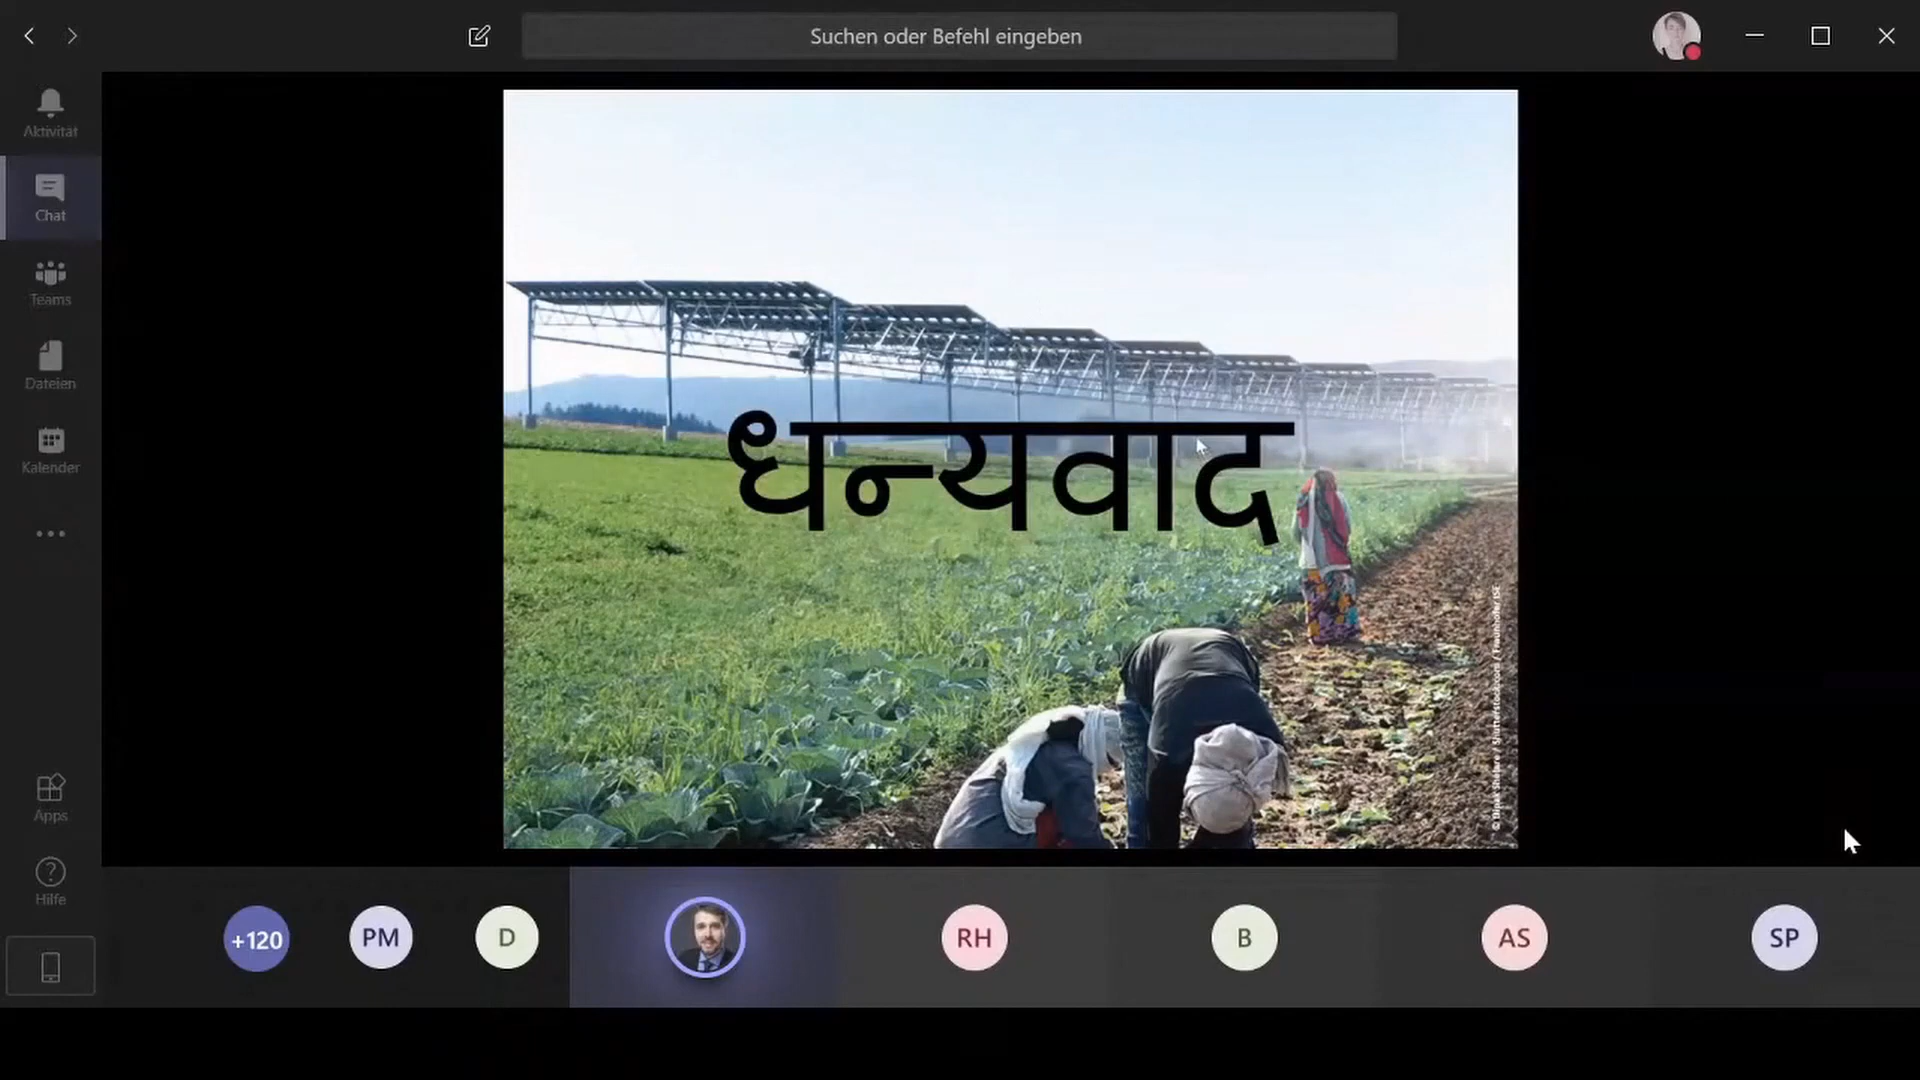 Suchen oder Befehl eingeben
Aktivität
Chat
Teams
Dateien
Kalender
Apps
Hilfe
धन्यवाद
+120
PM
D
RH
B
AS
SP